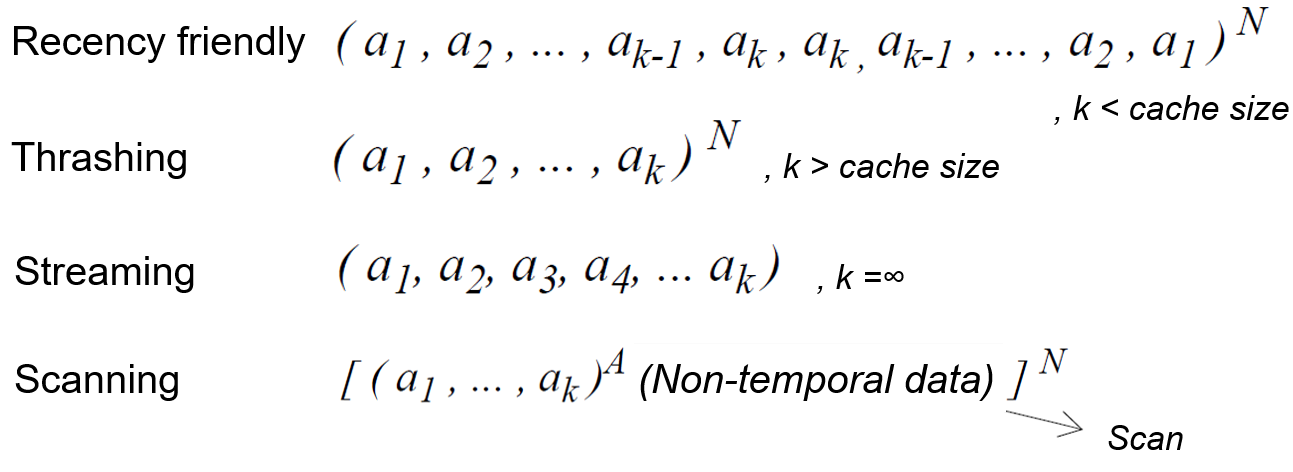 Recency friendly ( a1 , a2 , ... , ak-1 , ak , ak , ak-1 , ... , a2 , a1 ) N
, k < cache size
Thrashing ( a1 , a2 , ... , ak ) N , k > cache size
Streaming ( a1, a2, a3, a4, ... ak ) , k =∞
Scanning [ ( a1 , ... , ak )A (Non-temporal data) ] N
Scan